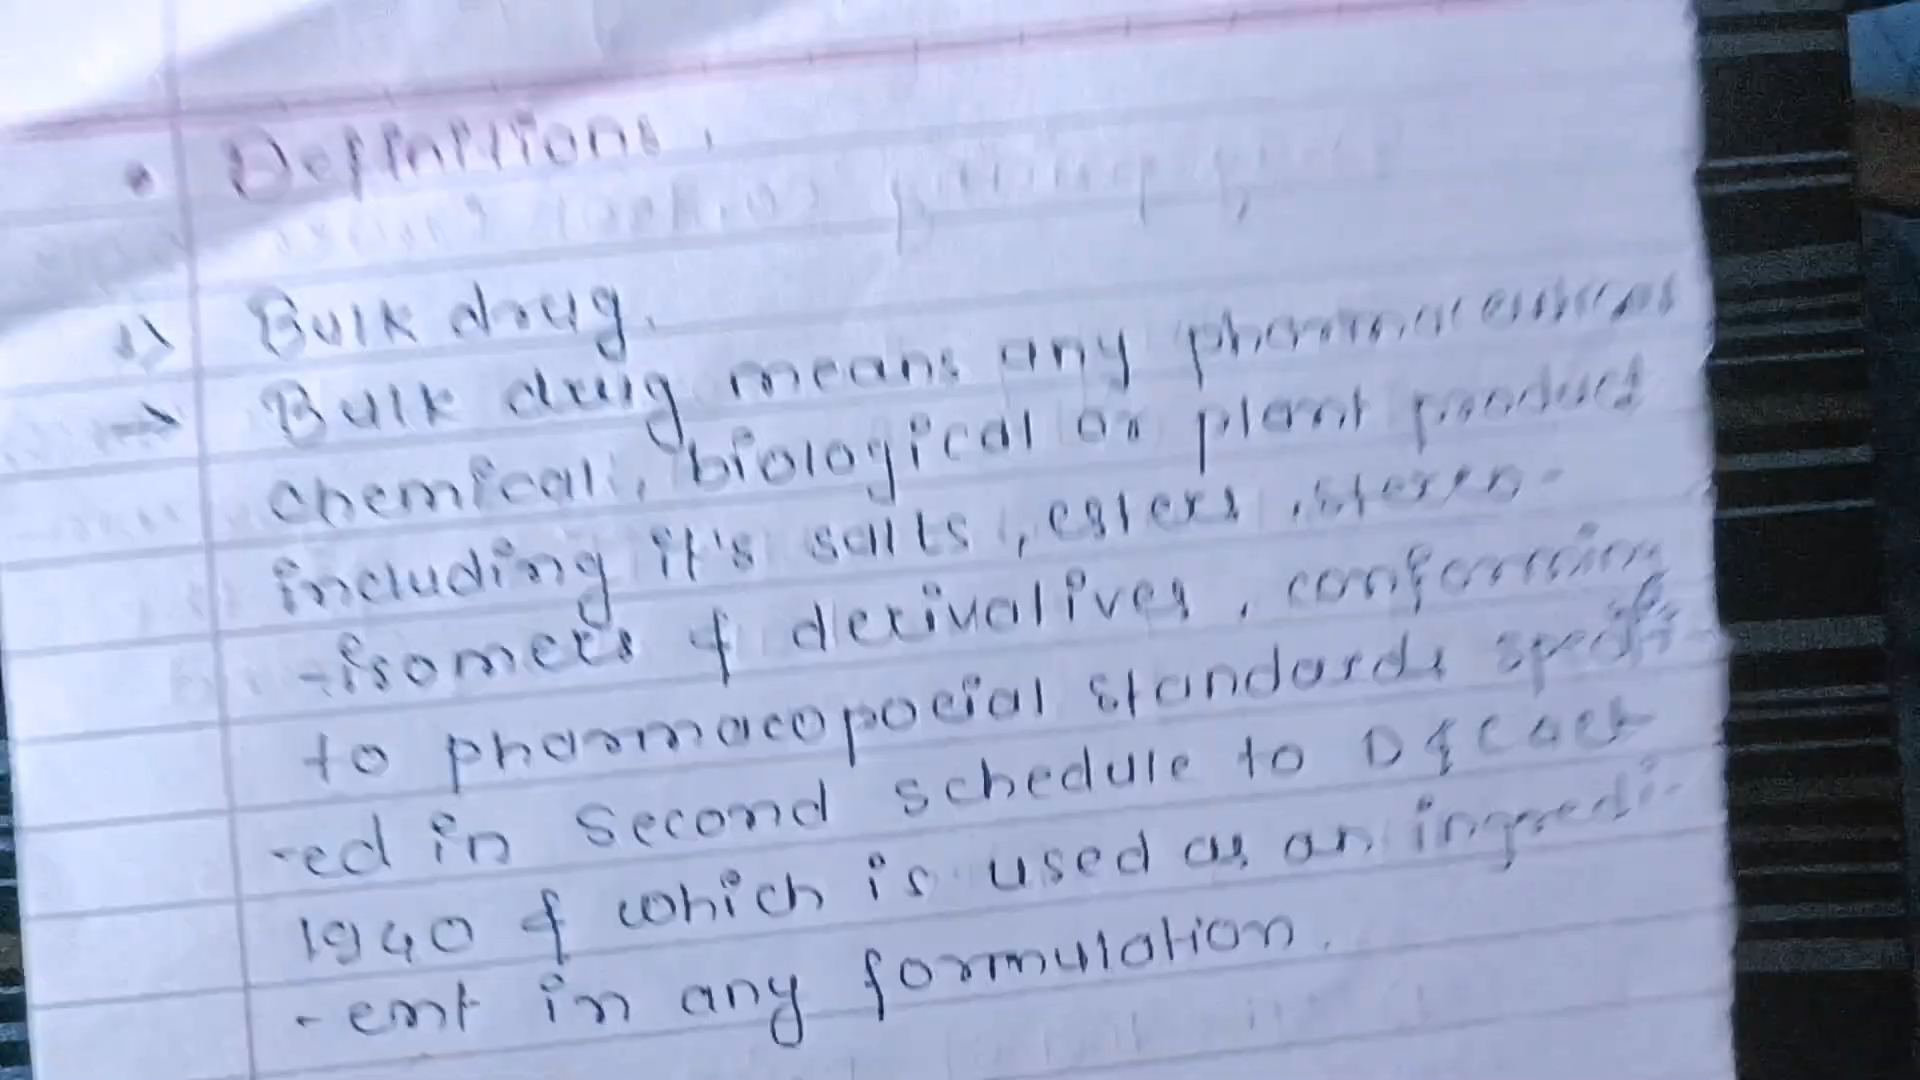 • Definitions.
1) Bulk drug.
→ Bulk drug means any pharmaceutical
chemical, biological or plant product
including it's salts, esters, stereo-
-isomers & derivatives, conforming
to pharmacopoeial standards specifi-
-ed in Second schedule to D & C act
1940 & which is used as an ingredi-
-ent in any formulation.